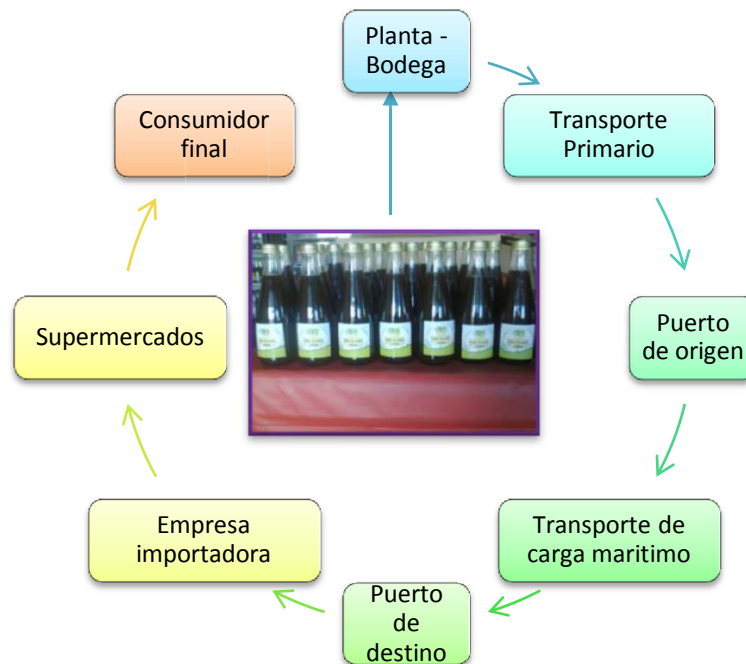 Planta -
Bodega
Transporte
Primario
Puerto
de origen
Transporte de
carga maritimo
Puerto
de
destino
Empresa
importadora
Supermercados
Consumidor
final